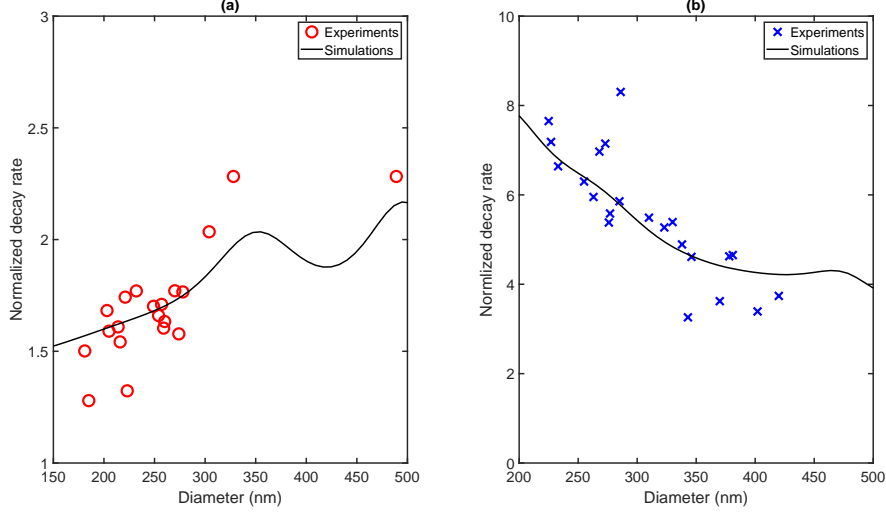 (a)
3
2.5
2
1.5
1
Normalized decay rate
Experiments
Simulations
150 200 250 300 350 400 450 500
Diameter (nm)
(b)
10
8
6
4
2
0
Normlized decay rate
Experiments
Simulations
200 250 300 350 400 450 500
Diameter (nm)